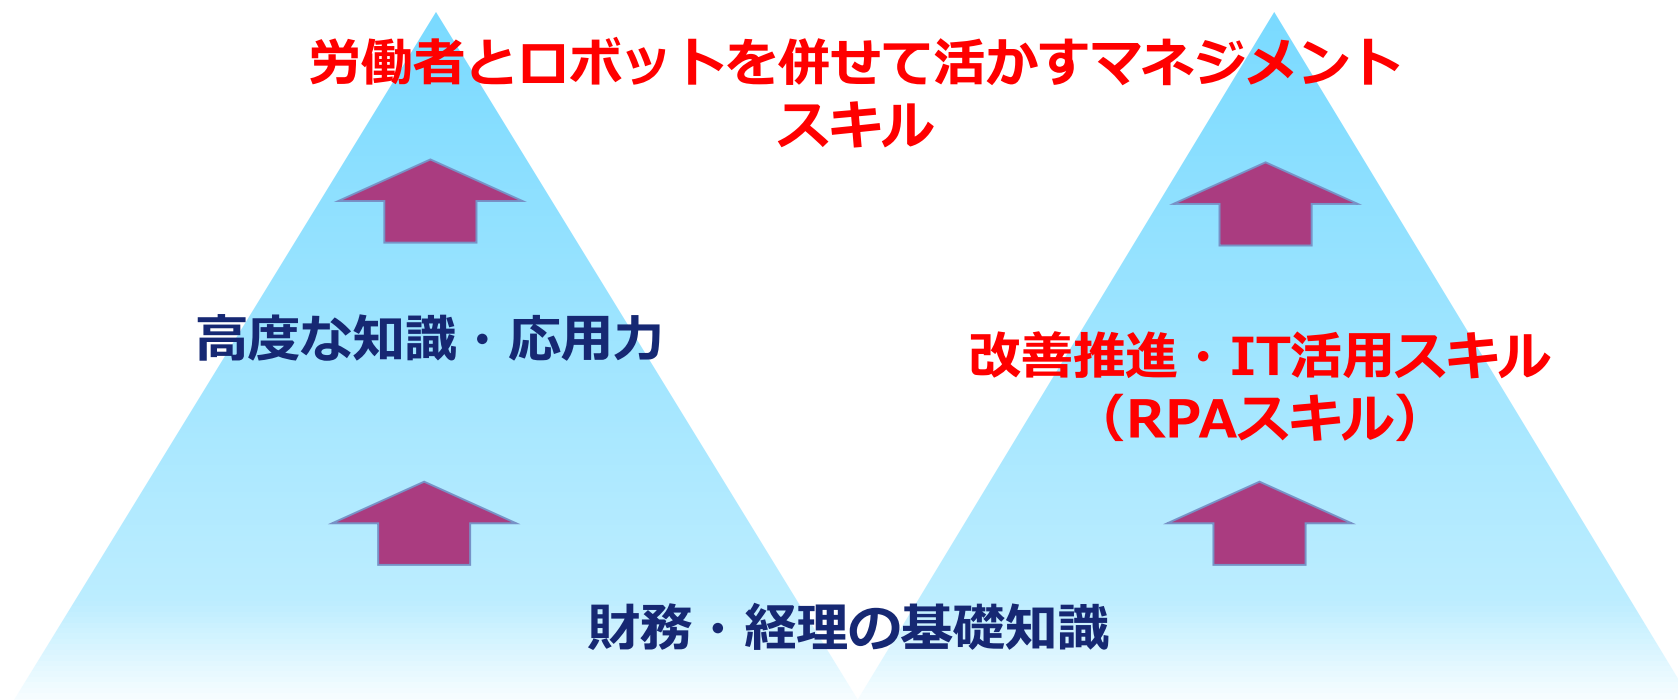 労働者とロボットを併せて活かすマネジメント
スキル
高度な知識・応用力
改善推進・IT活用スキル
（RPAスキル）
財務・経理の基礎知識